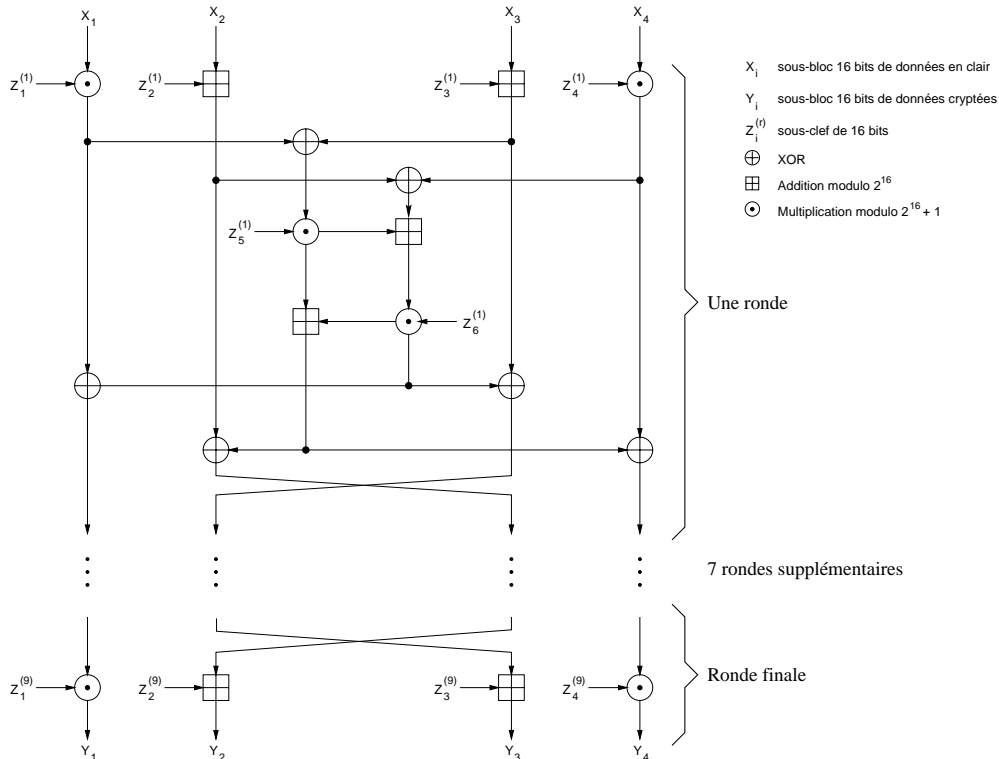 X1 X2 X3 X4
Z1(1) Z2(1) Z3(1) Z4(1)
Xi sous-bloc 16 bits de données en clair
Yi sous-bloc 16 bits de données cryptées
Zi(r) sous-clef de 16 bits
XOR
Addition modulo 2^16
Multiplication modulo 2^16 + 1
Z5(1)
Z6(1)
Une ronde
7 rondes supplémentaires
Z1(9) Z2(9) Z3(9) Z4(9)
Ronde finale
Y1 Y2 Y3 Y4